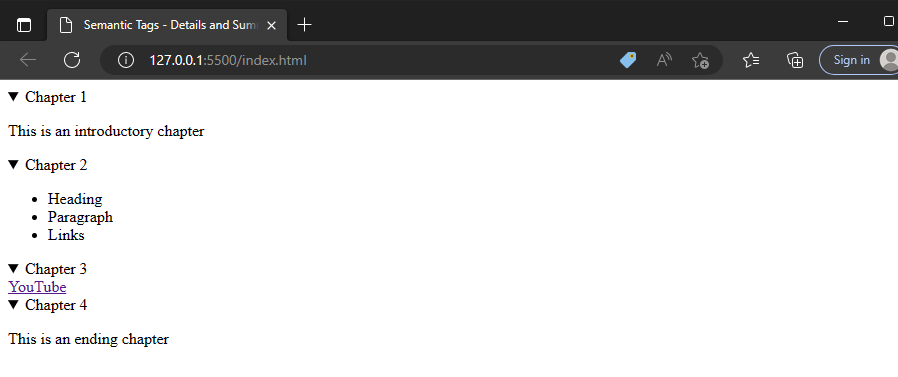 Semantic Tags - Details and Sum
127.0.0.1:5500/index.html
Sign in
Chapter 1
This is an introductory chapter
Chapter 2
Heading
Paragraph
Links
Chapter 3
YouTube
Chapter 4
This is an ending chapter